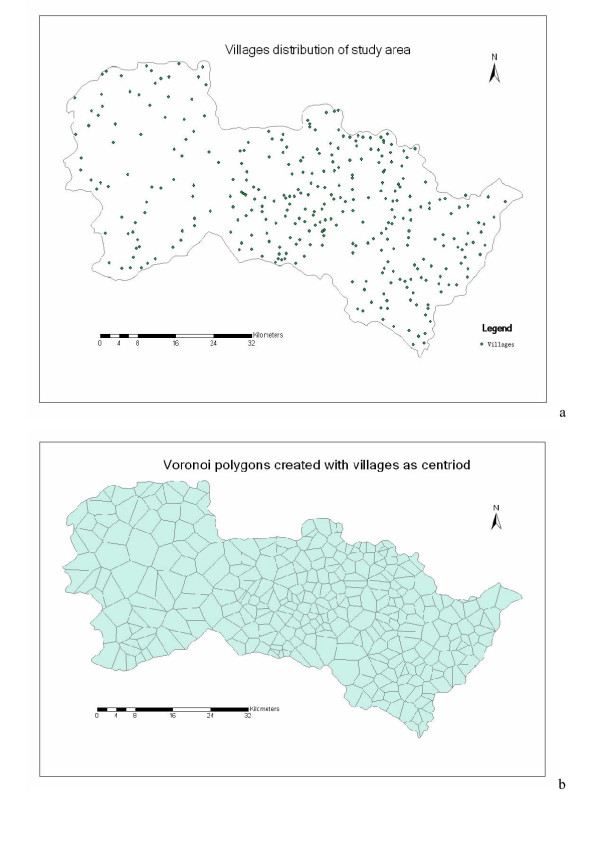 Villages distribution of study area
N
Kilometers
0 4 8 16 24 32
Legend
Villages
a
Voronoi polygons created with villages as centriod
N
Kilometers
0 2 4 8 16 24 32
b